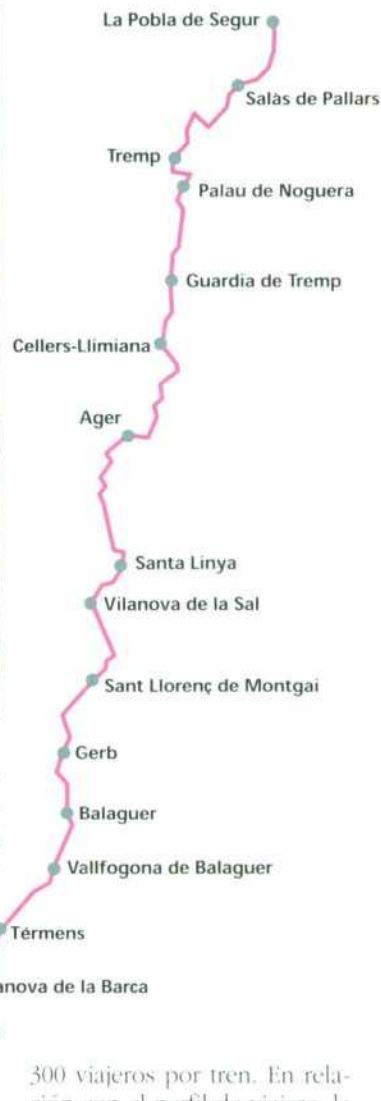 La Pobla de Segur
Salàs de Pallars
Tremp
Palau de Noguera
Guardia de Tremp
Cellers-Llimiana
Ager
Santa Linya
Vilanova de la Sal
Sant Llorenç de Montgai
Gerb
Balaguer
Vallfogona de Balaguer
Térmens
anova de la Barca
300 viajeros por tren. En rela-